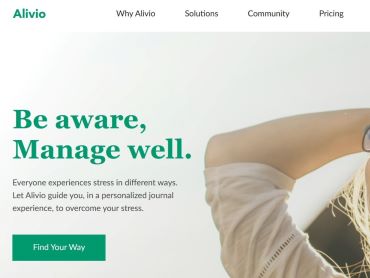 Alivio
Why Alivio
Solutions
Community
Pricing
Be aware,
Manage well.
Everyone experiences stress in different ways.
Let Alivio guide you, in a personalized journal
experience, to overcome your stress.
Find Your Way